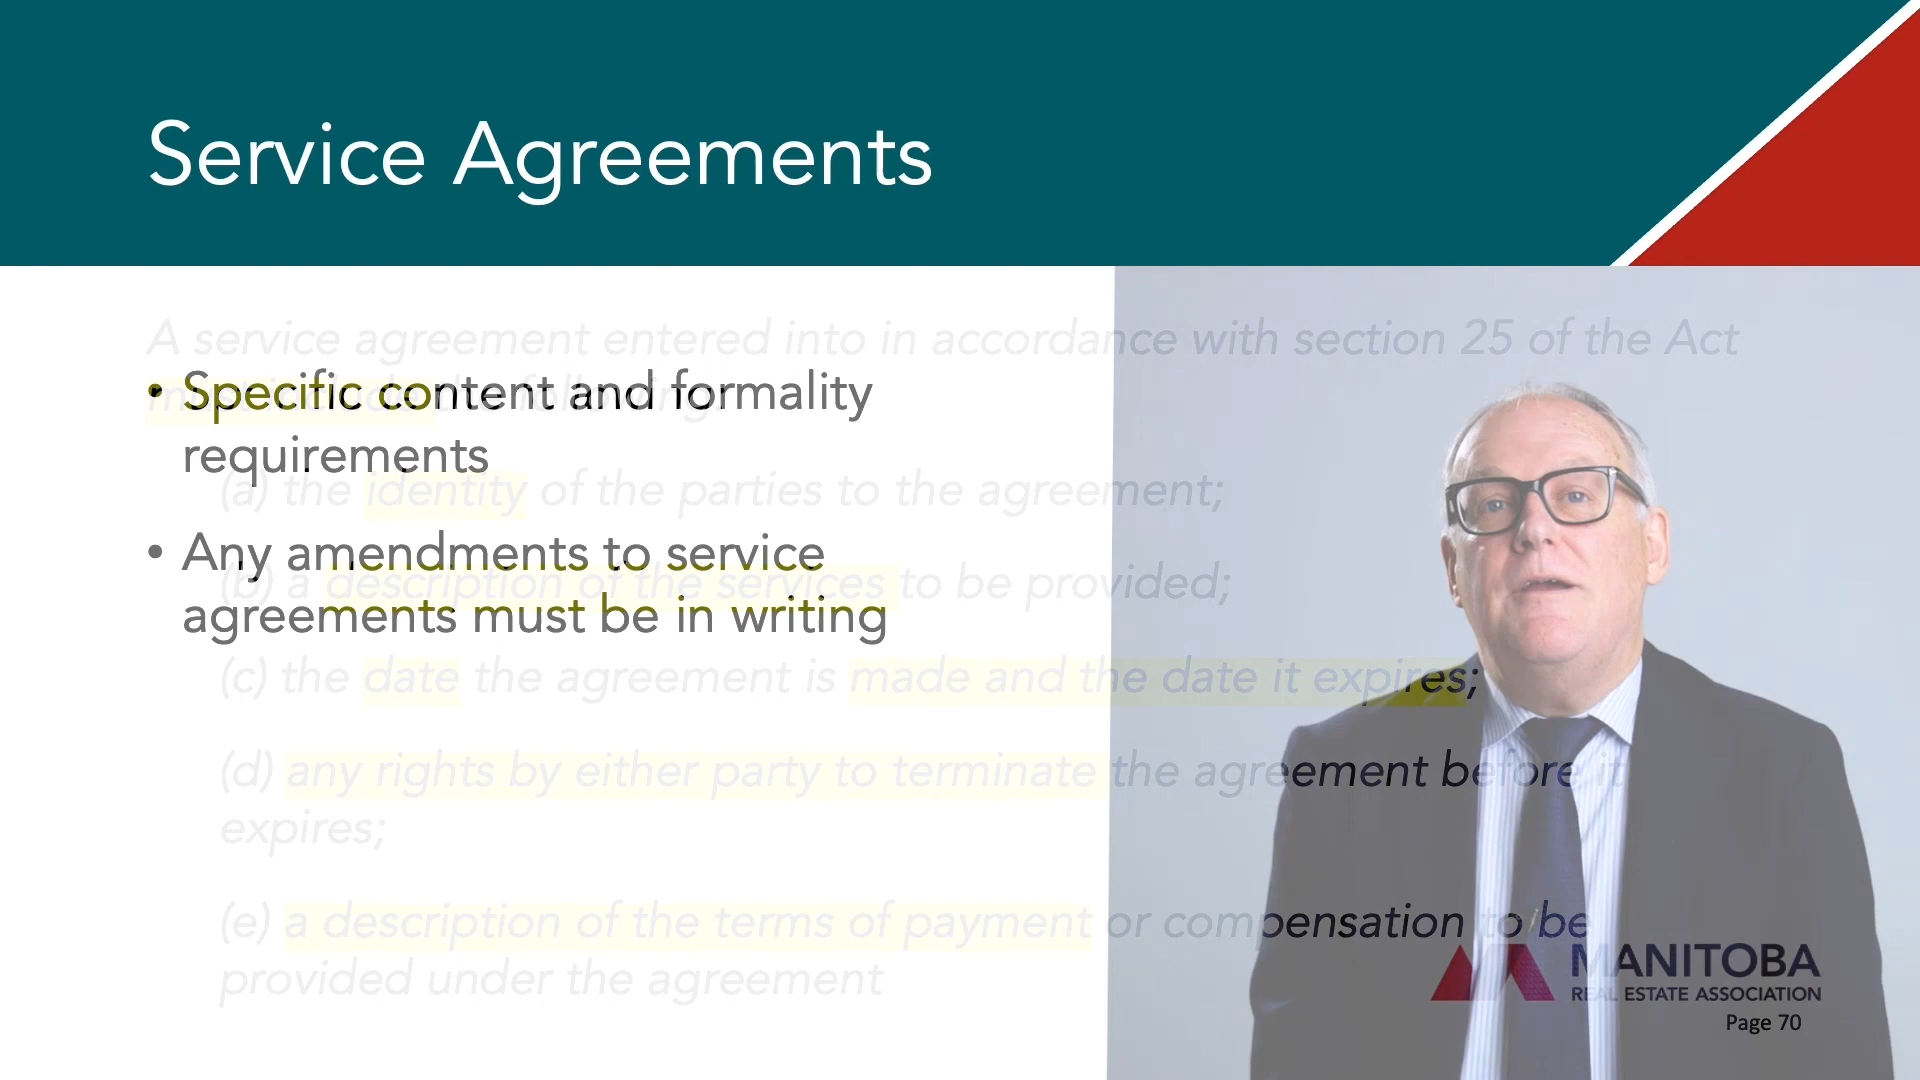 Service Agreements
A service agreement entered into in accordance with section 25 of the Act
must include the following:
• Specific content and formality
requirements
(a) the identity of the parties to the agreement;
• Any amendments to service
(b) a description of the services to be provided;
agreements must be in writing
(c) the date the agreement is made and the date it expires;
(d) any rights by either party to terminate the agreement before it
expires;
(e) a description of the terms of payment or compensation to be
provided under the agreement
MANITOBA
REAL ESTATE ASSOCIATION
Page 70